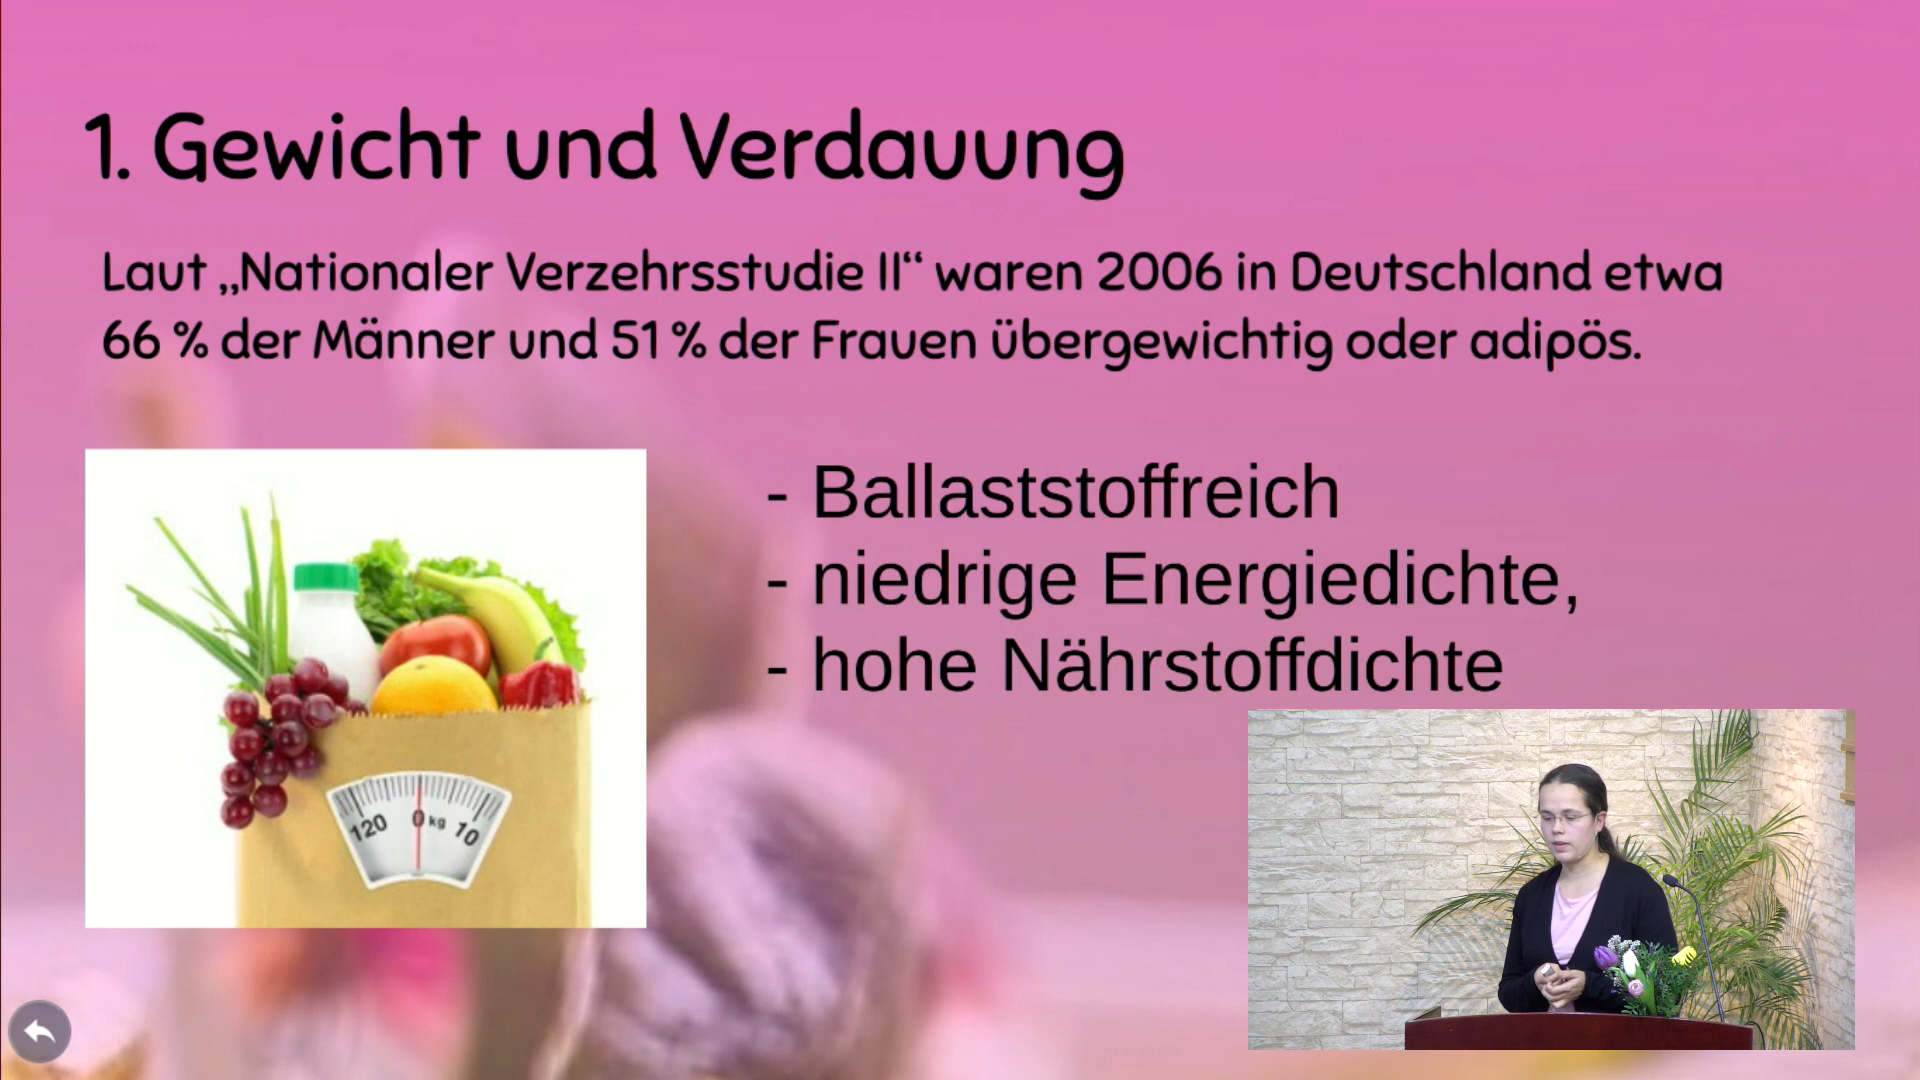 1. Gewicht und Verdauung
Laut „Nationaler Verzehrsstudie II“ waren 2006 in Deutschland etwa
66 % der Männer und 51 % der Frauen übergewichtig oder adipös.
- Ballaststoffreich
- niedrige Energiedichte,
- hohe Nährstoffdichte
120 0 kg 10